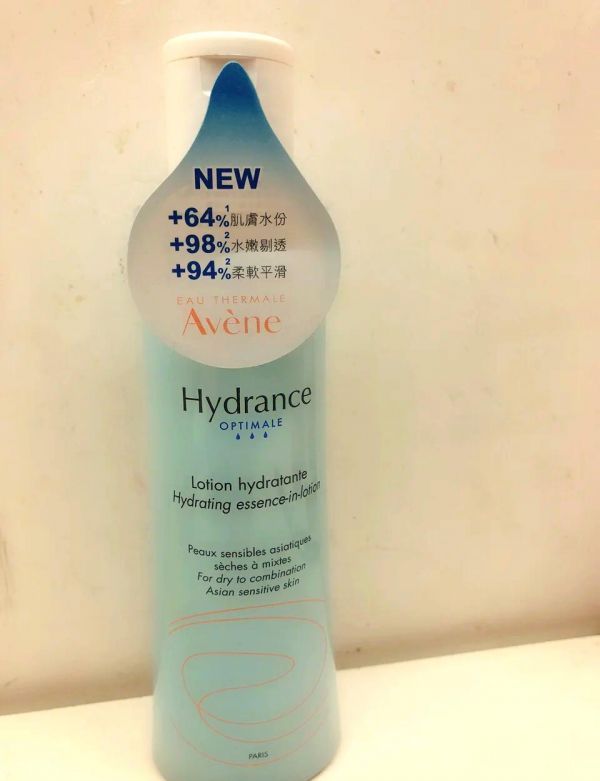 NEW
+64%¹肌膚水份
+98%²水嫩剔透
+94%²柔軟平滑
EAU THERMALE
Avène
Hydrance
OPTIMALE
Lotion hydratante
Hydrating essence-in-lotion
Peaux sensibles asiatiques
sèches à mixtes
For dry to combination
Asian sensitive skin
PARIS